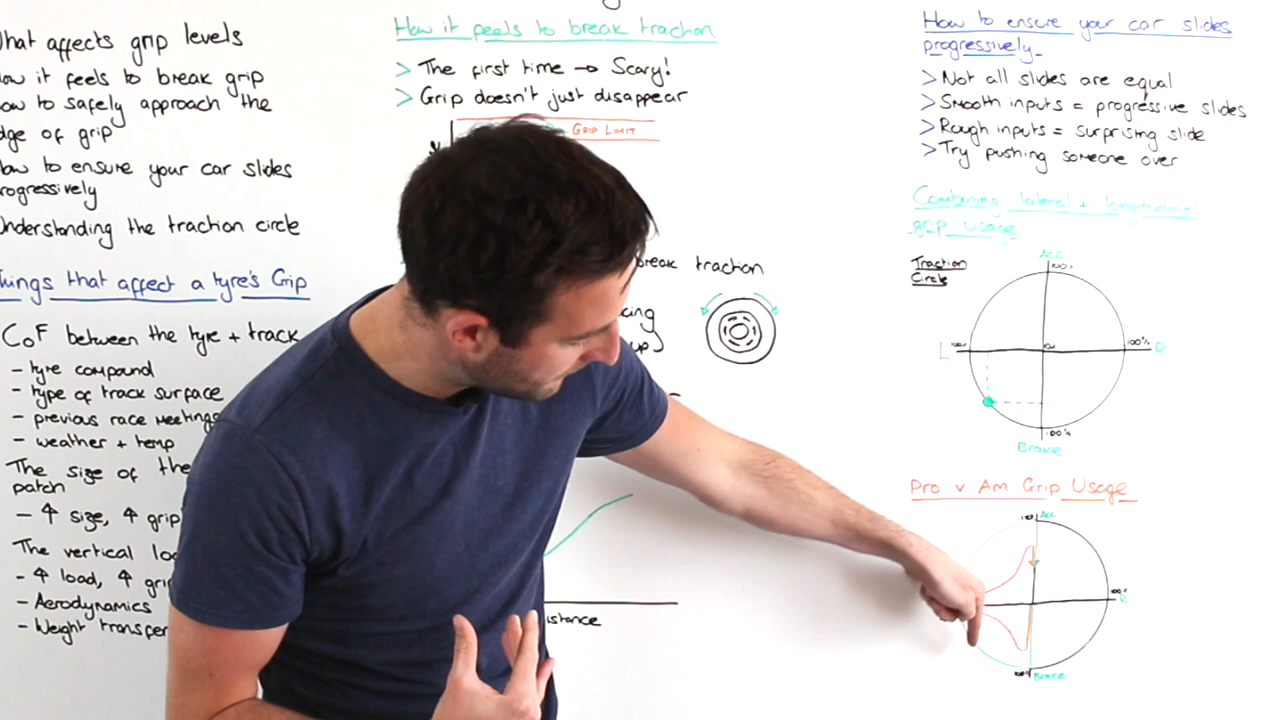 What affects grip levels
How it feels to break grip
How to safely approach the
edge of grip
How to ensure your car slides
progressively
Understanding the traction circle
Things that affect a tyre's Grip
CoF between the tyre + track
- tyre compound
- type of track surface
- previous race meetings
- weather + temp
The size of the
patch
- ↑ size, ↑ grip
The vertical
- ↑ load, ↑
- Aerodynamics
- Weight transfer
How it feels to break traction
> The first time → Scary!
> Grip doesn't just disappear
GRIP LIMIT
break traction
up
How to ensure your car slides
progressively
> Not all slides are equal
> Smooth inputs = progressive slides
> Rough inputs = surprising slide
> Try pushing someone over
Combining lateral + longitudinal
grip usage
Traction
Circle
Acc
100%
L
100%
0%
100%
R
100%
Brake
Pro v Am Grip Usage
Acc
100%
R
Brake